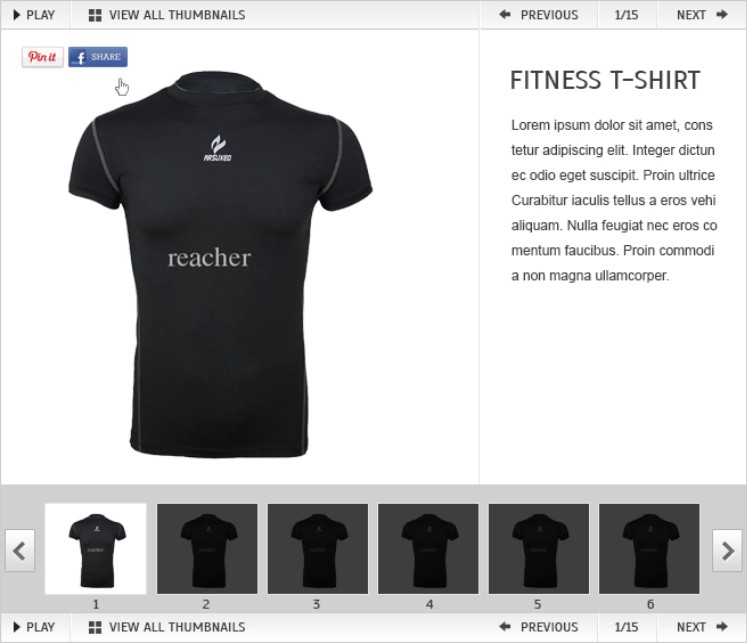 PLAY
VIEW ALL THUMBNAILS
PREVIOUS
1/15
NEXT
Pin it
f SHARE
ARSUXEO
reacher
FITNESS T-SHIRT
Lorem ipsum dolor sit amet, cons
tetur adipiscing elit. Integer dictun
ec odio eget suscipit. Proin ultrice
Curabitur iaculis tellus a eros vehi
aliquam. Nulla feugiat nec eros co
mentum faucibus. Proin commodi
a non magna ullamcorper.
reacher
1
2
3
4
5
6
PLAY
VIEW ALL THUMBNAILS
PREVIOUS
1/15
NEXT